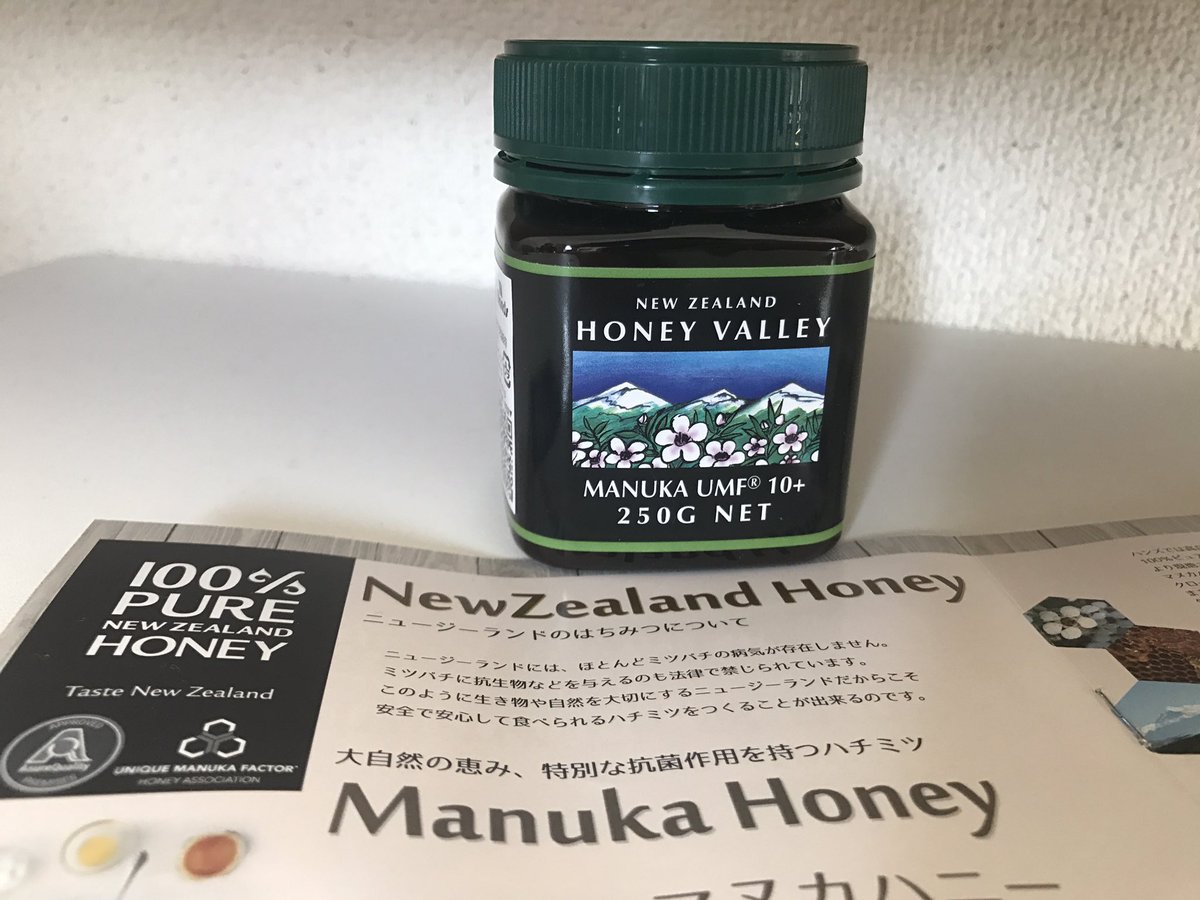 NEW ZEALAND
HONEY VALLEY
MANUKA UMF® 10+
250G NET
100%
PURE
NEW ZEALAND
HONEY
Taste New Zealand
APPROVED
UNIQUE MANUKA FACTOR
HONEY ASSOCIATION
NewZealand Honey
ニュージーランドのはちみつについて
ニュージーランドには、ほとんどミツバチの病気が存在しません。
ミツバチに抗生物などを与えるのも法律で禁じられています。
このように生き物や自然を大切にするニュージーランドだからこそ
安全で安心して食べられるハチミツをつくることが出来るのです。
大自然の恵み、特別な抗菌作用を持つハチミツ
Manuka Honey
マヌカハニー